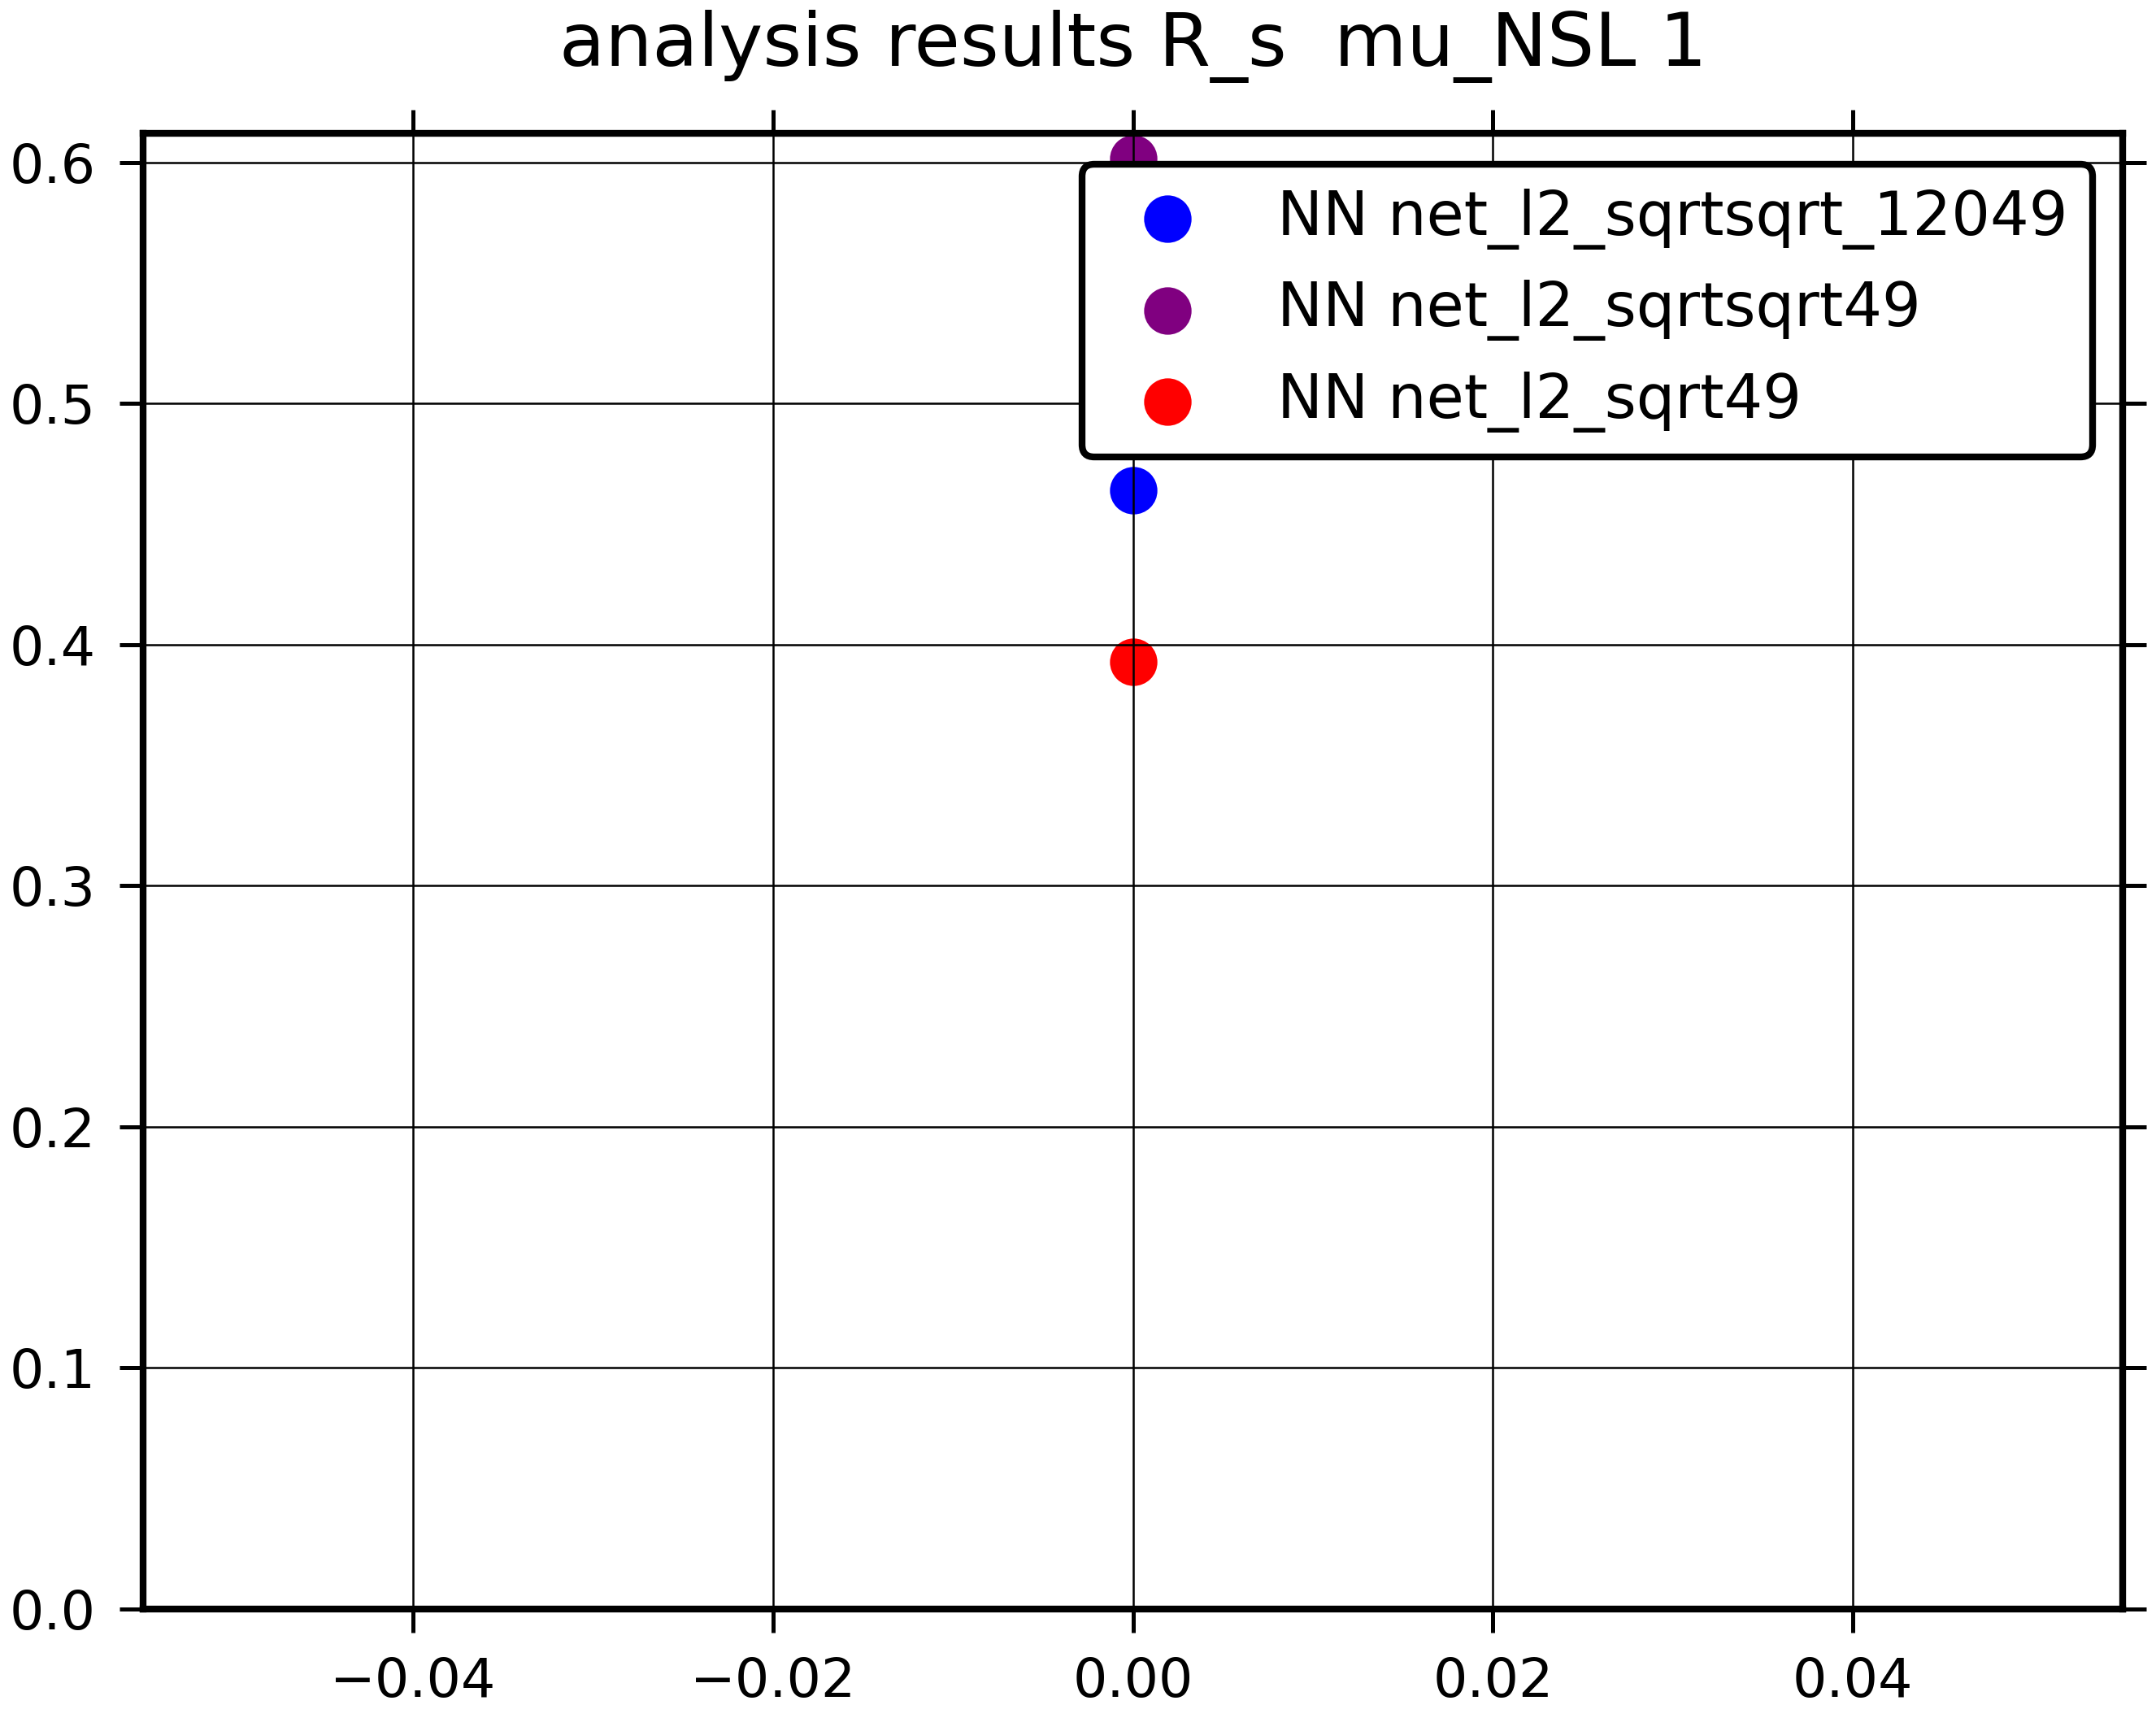 analysis results R_s  mu_NSL 1
0.6
0.5
0.4
0.3
0.2
0.1
0.0
NN net_l2_sqrtsqrt_12049
NN net_l2_sqrtsqrt49
NN net_l2_sqrt49
−0.04 −0.02 0.00 0.02 0.04